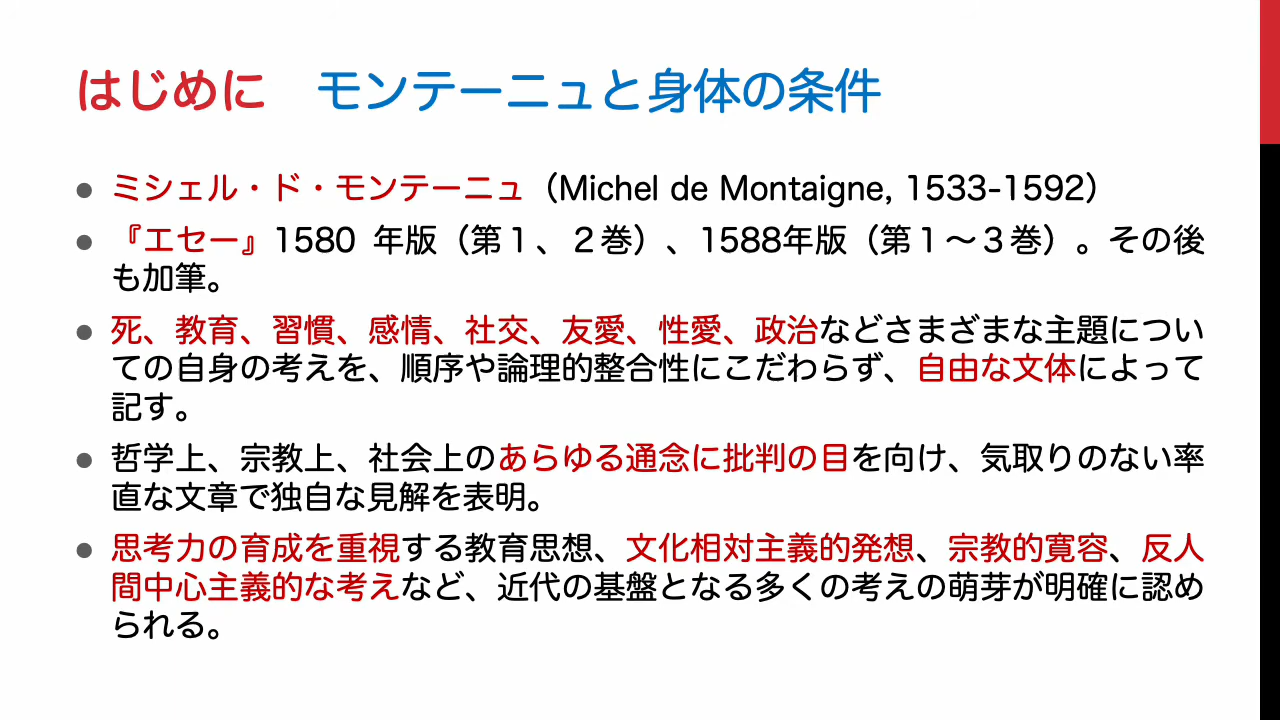 はじめに　モンテーニュと身体の条件
● ミシェル・ド・モンテーニュ（Michel de Montaigne, 1533-1592）
● 『エセー』1580 年版（第１、２巻）、1588年版（第１～３巻）。その後
も加筆。
● 死、教育、習慣、感情、社交、友愛、性愛、政治などさまざまな主題につい
ての自身の考えを、順序や論理的整合性にこだわらず、自由な文体によって
記す。
● 哲学上、宗教上、社会上のあらゆる通念に批判の目を向け、気取りのない率
直な文章で独自な見解を表明。
● 思考力の育成を重視する教育思想、文化相対主義的発想、宗教的寛容、反人
間中心主義的な考えなど、近代の基盤となる多くの考えの萌芽が明確に認め
られる。